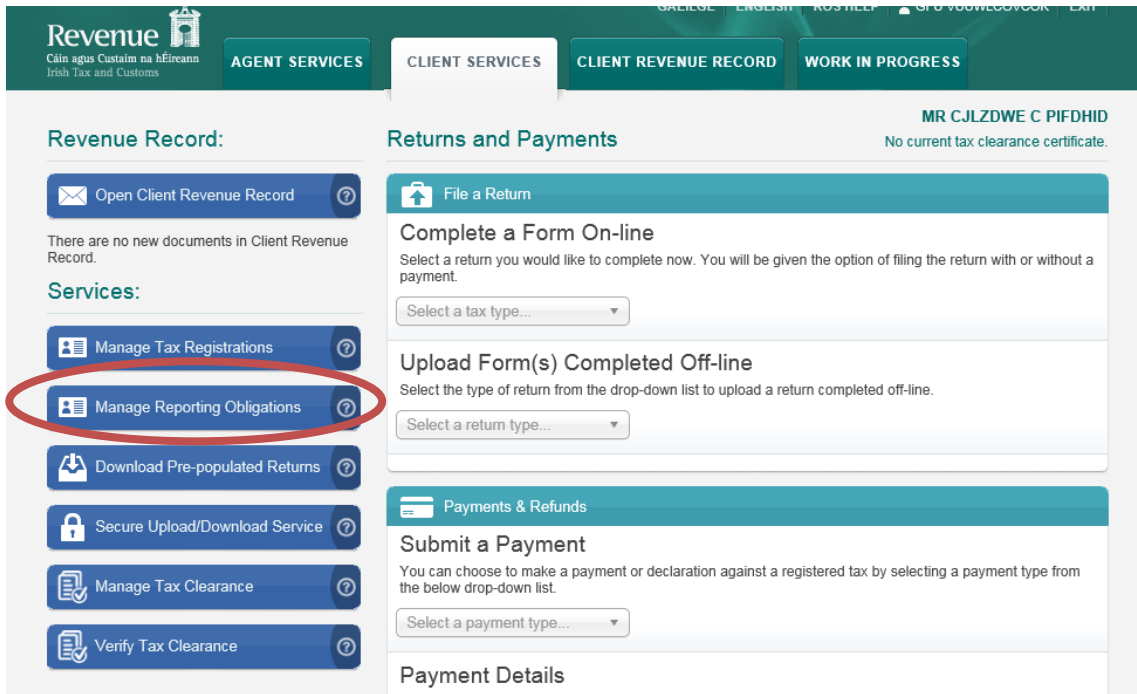 GAEILGE ENGLISH ROS HELP EXIT
Revenue
Cáin agus Custaim na hÉireann
Irish Tax and Customs
AGENT SERVICES
CLIENT SERVICES
CLIENT REVENUE RECORD
WORK IN PROGRESS
MR CJLZDWE C PIFDHID
No current tax clearance certificate.
Revenue Record:
Open Client Revenue Record ?
There are no new documents in Client Revenue
Record.
Services:
Manage Tax Registrations ?
Manage Reporting Obligations ?
Download Pre-populated Returns ?
Secure Upload/Download Service ?
Manage Tax Clearance ?
Verify Tax Clearance ?
Returns and Payments
File a Return
Complete a Form On-line
Select a return you would like to complete now. You will be given the option of filing the return with or without a
payment.
Select a tax type...
Upload Form(s) Completed Off-line
Select the type of return from the drop-down list to upload a return completed off-line.
Select a return type...
Payments & Refunds
Submit a Payment
You can choose to make a payment or declaration against a registered tax by selecting a payment type from
the below drop-down list.
Select a payment type...
Payment Details